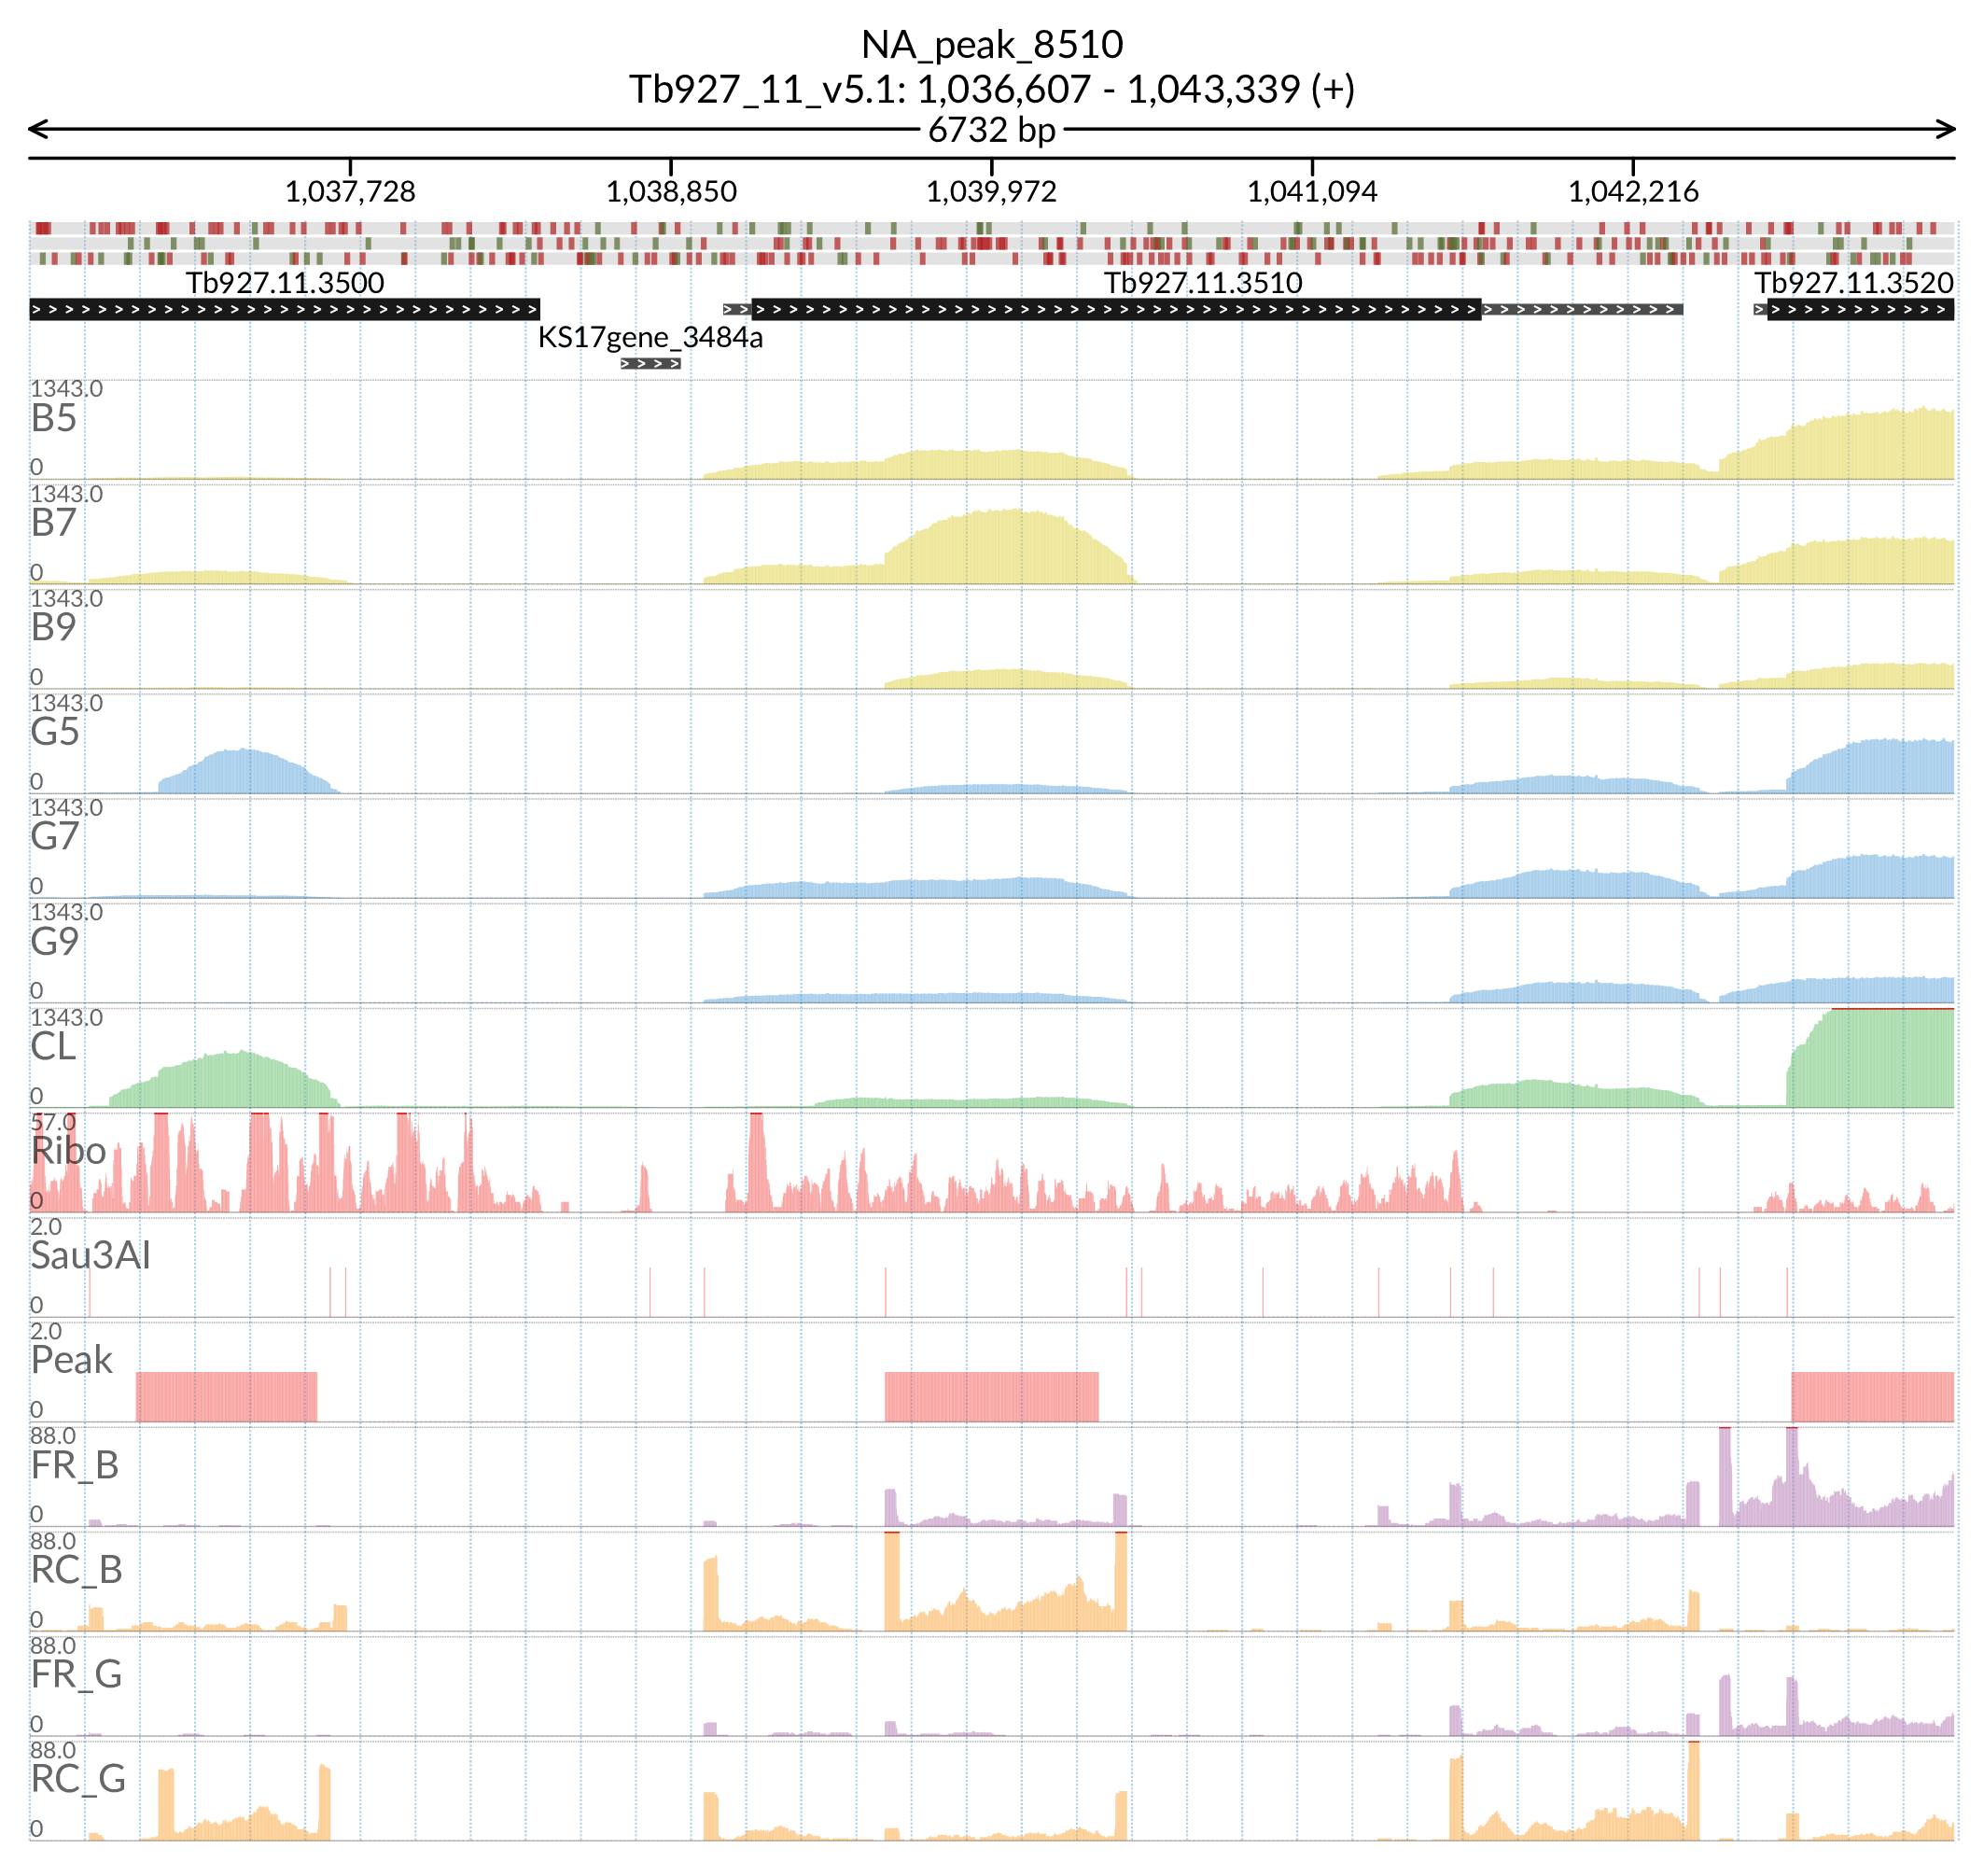 NA_peak_8510
Tb927_11_v5.1: 1,036,607 - 1,043,339 (+)
6732 bp
1,037,728 1,038,850 1,039,972 1,041,094 1,042,216
Tb927.11.3500 Tb927.11.3510 Tb927.11.3520
KS17gene_3484a
1343.0
B5
0
1343.0
B7
0
1343.0
B9
0
1343.0
G5
0
1343.0
G7
0
1343.0
G9
0
1343.0
CL
0
57.0
Ribo
0
2.0
Sau3AI
0
2.0
Peak
0
88.0
FR_B
0
88.0
RC_B
0
88.0
FR_G
0
88.0
RC_G
0